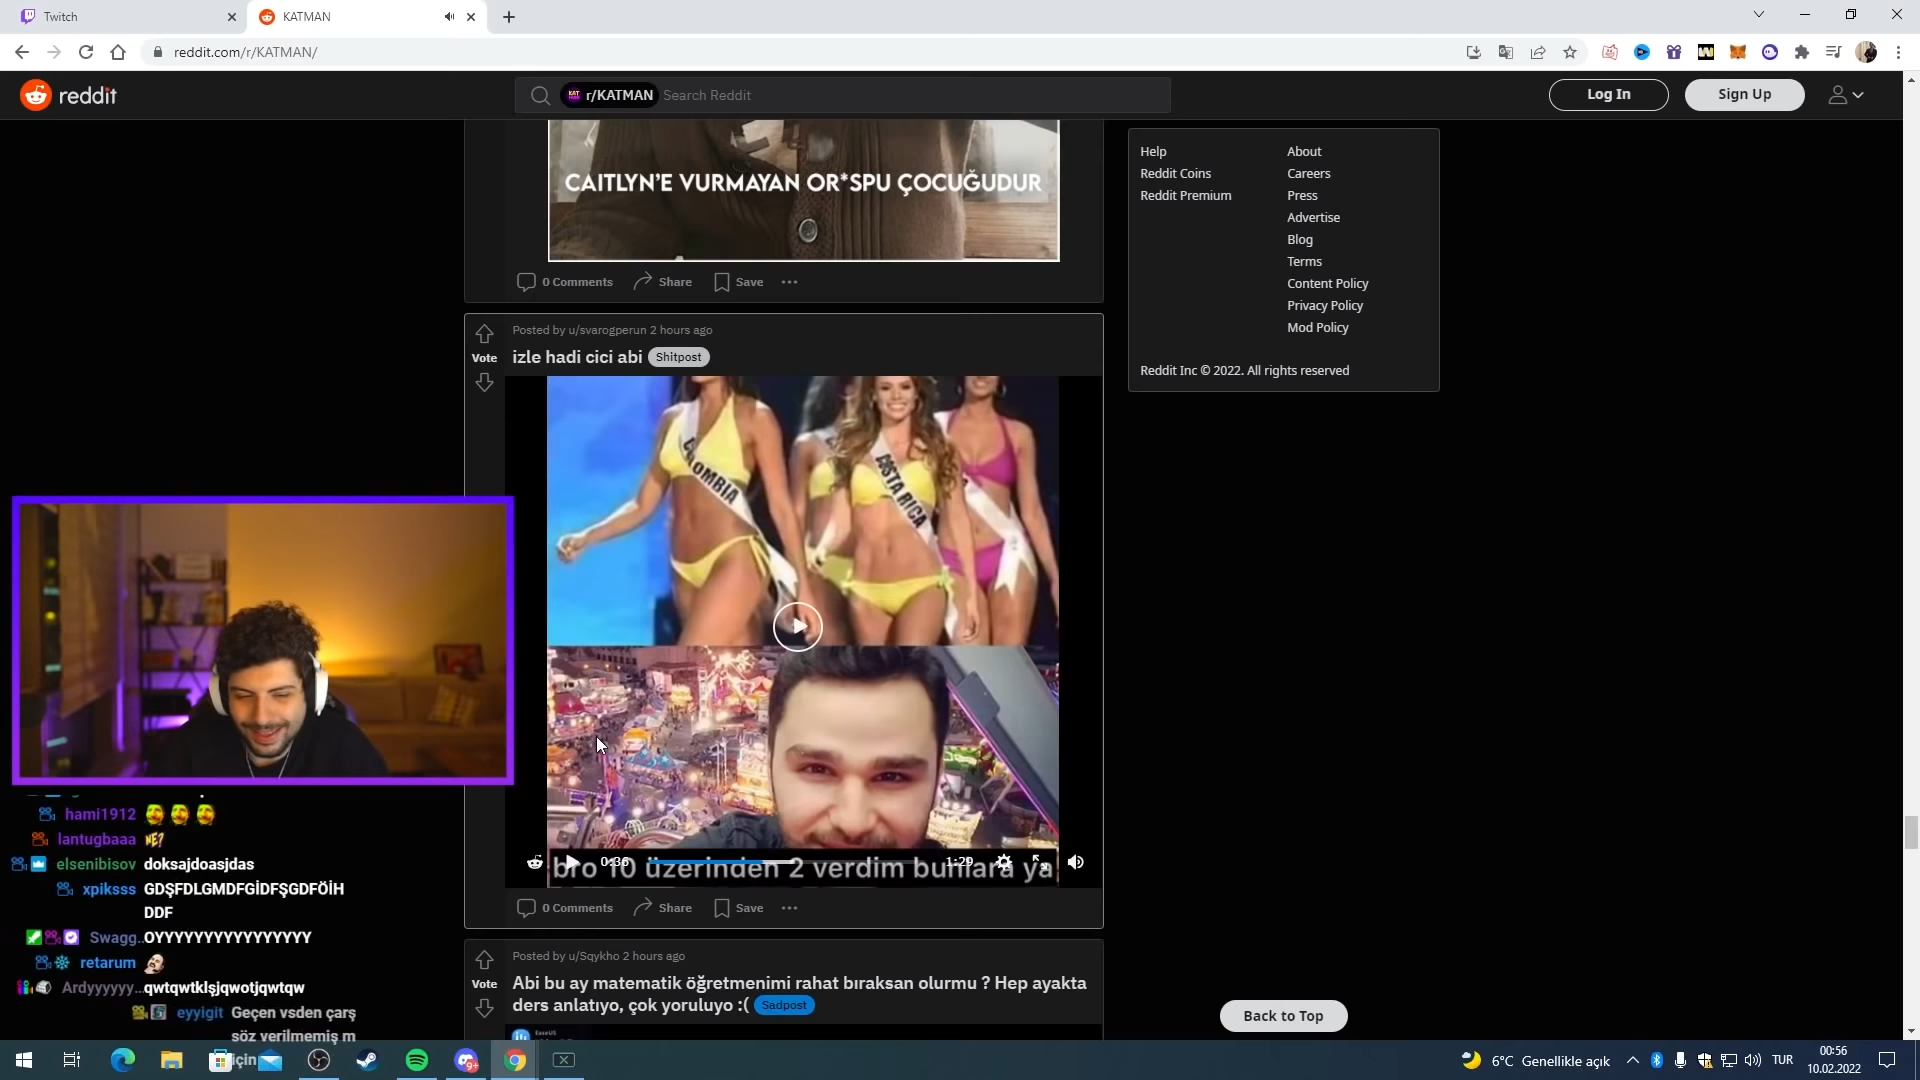 Twitch
KATMAN
reddit.com/r/KATMAN/
reddit
r/KATMAN
Search Reddit
Log In
Sign Up
CAITLYN'E VURMAYAN OR*SPU ÇOCUĞUDUR
0 Comments Share Save
Help
About
Reddit Coins
Careers
Reddit Premium
Press
Advertise
Blog
Terms
Content Policy
Privacy Policy
Mod Policy
Reddit Inc © 2022. All rights reserved
Posted by u/svarogperun 2 hours ago
Vote
izle hadi cici abi Shitpost
COLOMBIA
COSTA RICA
0:36
1:29
bro 10 üzerinden 2 verdim bunlara ya
0 Comments Share Save
Posted by u/Sqykho 2 hours ago
Vote
Abi bu ay matematik öğretmenimi rahat bıraksan olurmu ? Hep ayakta
ders anlatıyo, çok yoruluyo :( Sadpost
EaseUS
Back to Top
hami1912
lantugbaaa NE?
elsenibisov doksajdoasjdas
xpiksss GDŞFDLGMDFGİDFŞGDFÖİH
DDF
Swagg.. OYYYYYYYYYYYYYYYY
retarum
Ardyyyyyy... qwtqwtklşjqwotjqwtqw
eyyigit Geçen vsden çarş
söz verilmemiş m
için
9+
6°C Genellikle açık
TUR
00:56
10.02.2022